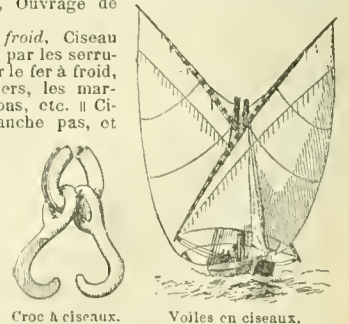 , Ouvrage de
froid, Ciseau
par les serru-
r le fer à froid,
ers, les mar-
ons, etc. || Ci-
anche pas, et
Croc à ciseaux.
Voiles en ciseaux.